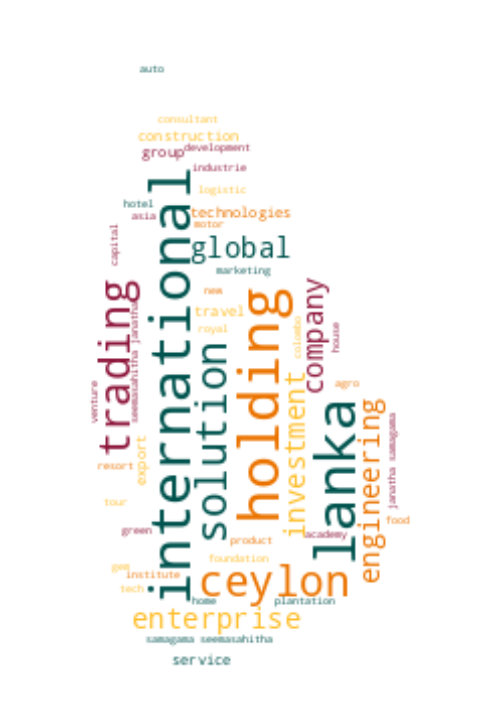 auto
consultant
construction
group
development
industrie
international
logistic
hotel
asia
technologies
motor
capital
global
marketing
trading
seemasahitha janatha
new
holding
company
travel
royal
colombo
house
solution
investment
venture
agro
lanka
engineering
janatha samagama
export
resort
tour
food
green
academy
product
foundation
gem
institute
ceylon
tech
home
plantation
enterprise
samagama seemasahitha
service